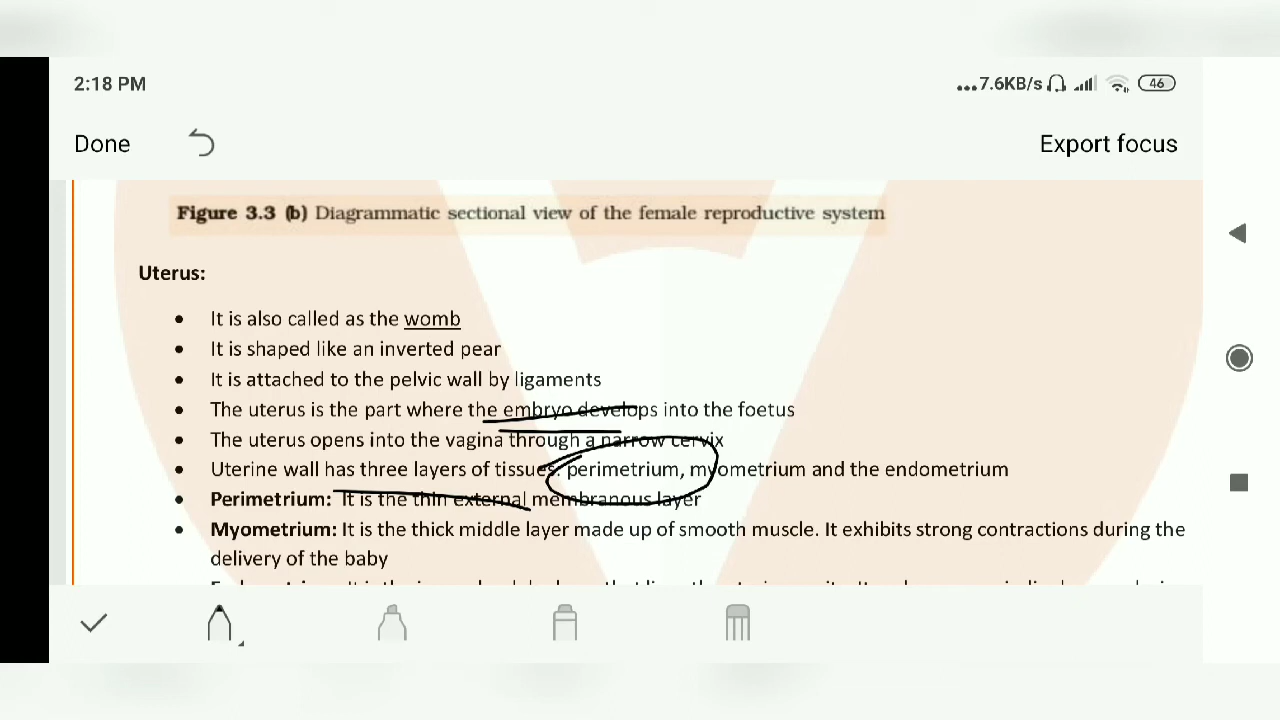 2:18 PM
...7.6KB/s
46
Done
Export focus
Figure 3.3 (b) Diagrammatic sectional view of the female reproductive system
Uterus:
• It is also called as the womb
• It is shaped like an inverted pear
• It is attached to the pelvic wall by ligaments
• The uterus is the part where the embryo develops into the foetus
• The uterus opens into the vagina through a narrow cervix
• Uterine wall has three layers of tissues: perimetrium, myometrium and the endometrium
• Perimetrium: It is the thin external membranous layer
• Myometrium: It is the thick middle layer made up of smooth muscle. It exhibits strong contractions during the
delivery of the baby